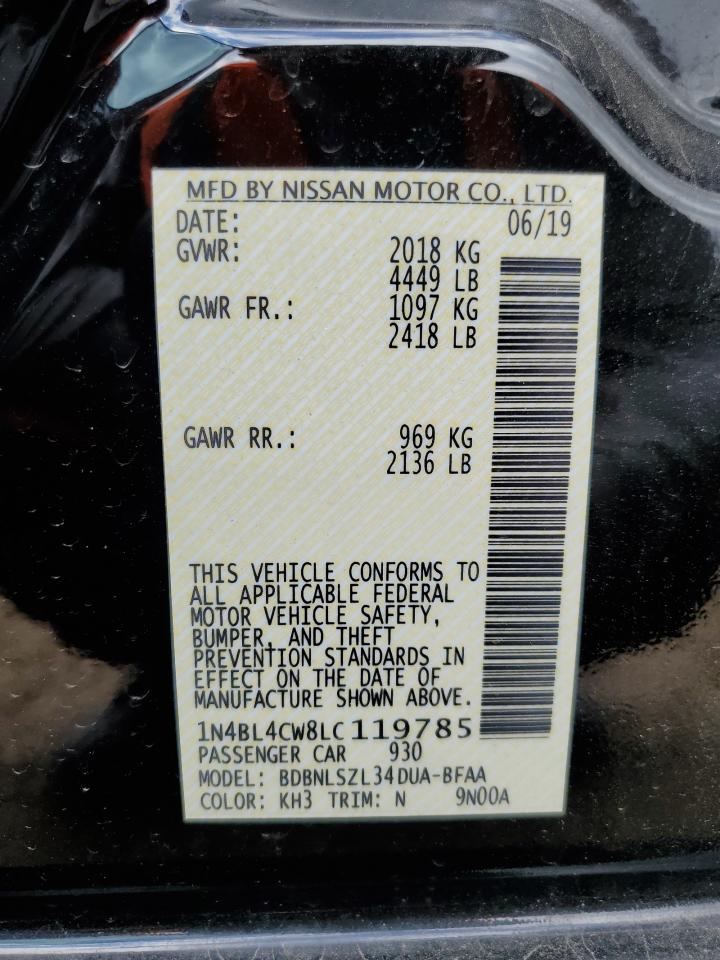 MFD BY NISSAN MOTOR CO., LTD.
DATE: 06/19
GVWR: 2018 KG
4449 LB
GAWR FR.: 1097 KG
2418 LB
GAWR RR.: 969 KG
2136 LB
THIS VEHICLE CONFORMS TO
ALL APPLICABLE FEDERAL
MOTOR VEHICLE SAFETY,
BUMPER, AND THEFT
PREVENTION STANDARDS IN
EFFECT ON THE DATE OF
MANUFACTURE SHOWN ABOVE.
1N4BL4CW8LC119785
PASSENGER CAR 930
MODEL: BDBNLSZL34DUA-BFAA
COLOR: KH3 TRIM: N 9N00A